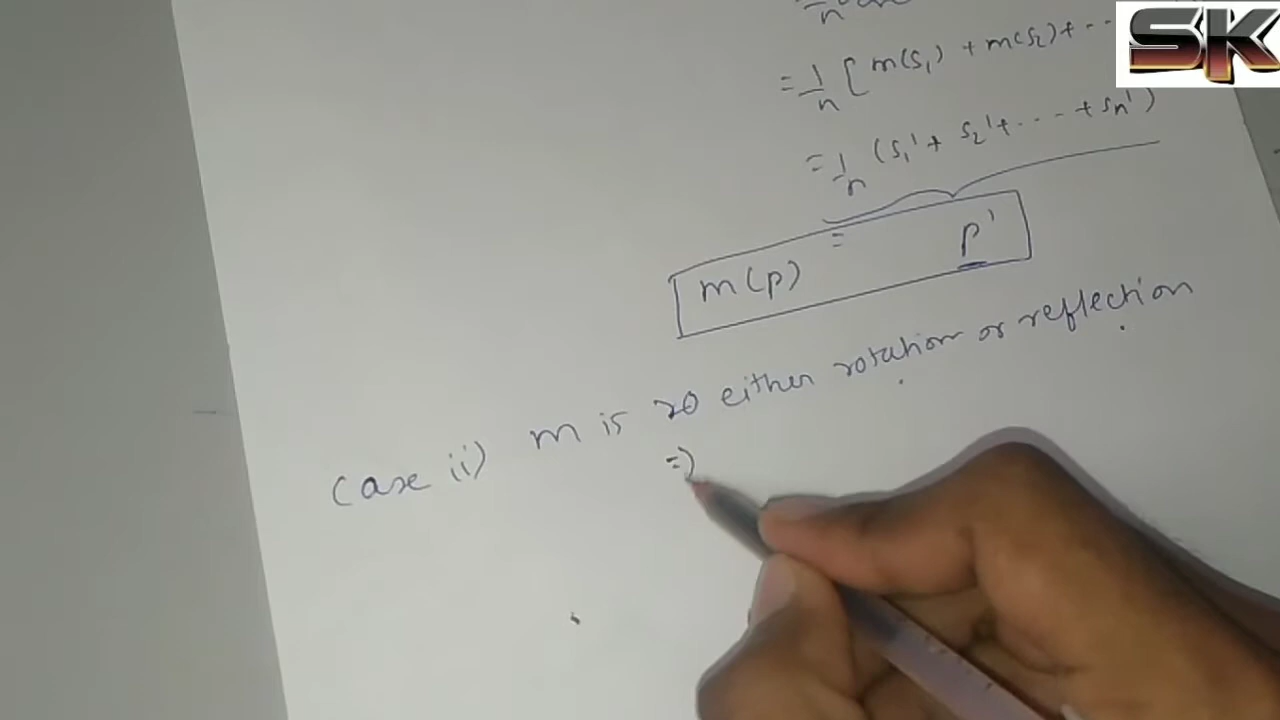 SK
= 1/n [ m(s₁) + m(s₂) + ...
= 1/n (s₁' + s₂' + ... + sₙ')
m(p) = p'
Case ii) m is either rotation or reflection
=)